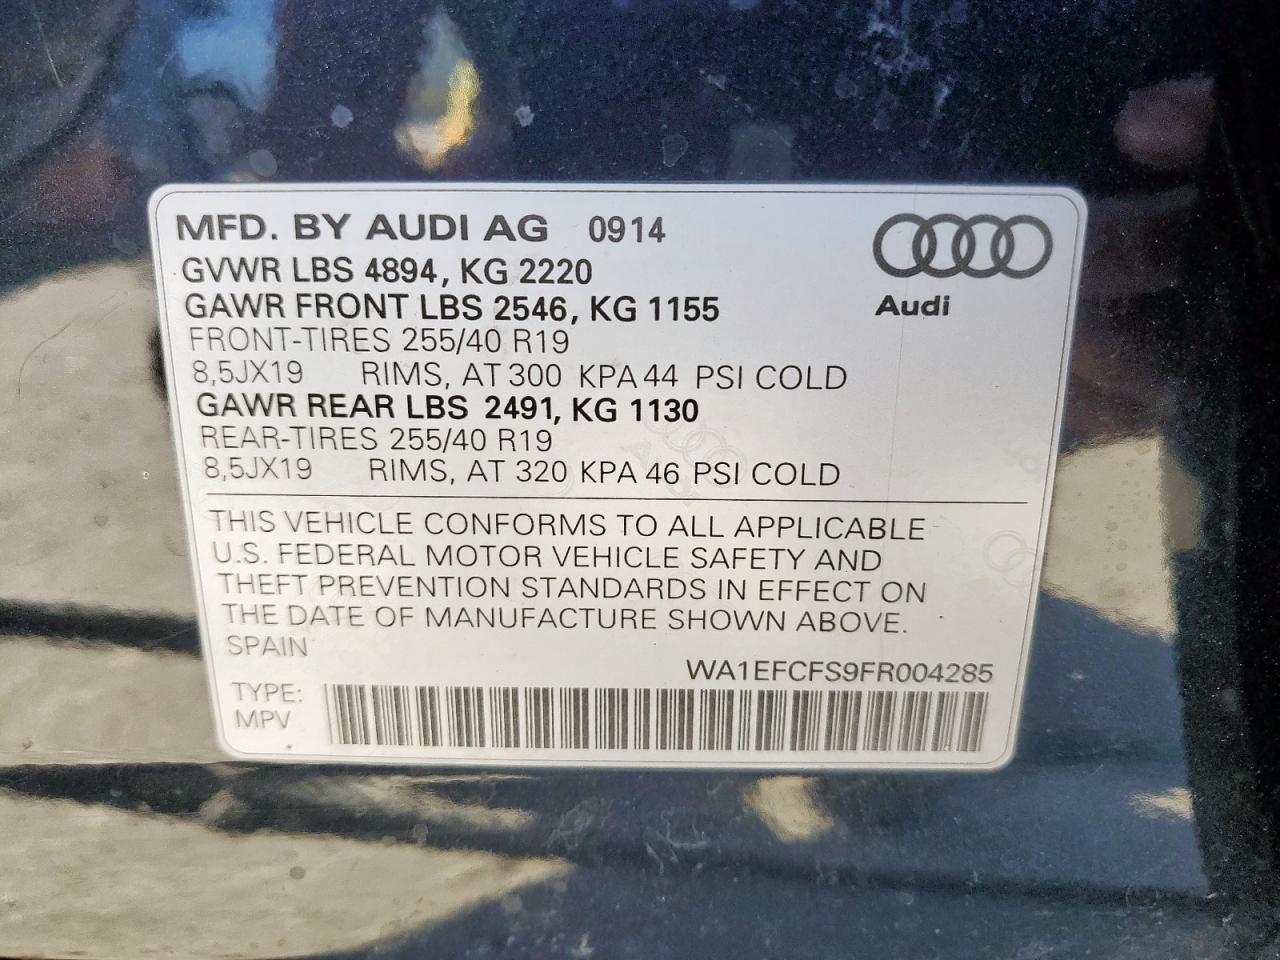 MFD. BY AUDI AG 0914
GVWR LBS 4894, KG 2220
GAWR FRONT LBS 2546, KG 1155
FRONT-TIRES 255/40 R19
8,5JX19 RIMS, AT 300 KPA 44 PSI COLD
GAWR REAR LBS 2491, KG 1130
REAR-TIRES 255/40 R19
8,5JX19 RIMS, AT 320 KPA 46 PSI COLD
Audi
THIS VEHICLE CONFORMS TO ALL APPLICABLE
U.S. FEDERAL MOTOR VEHICLE SAFETY AND
THEFT PREVENTION STANDARDS IN EFFECT ON
THE DATE OF MANUFACTURE SHOWN ABOVE.
SPAIN
WA1EFCFS9FR004285
TYPE:
MPV